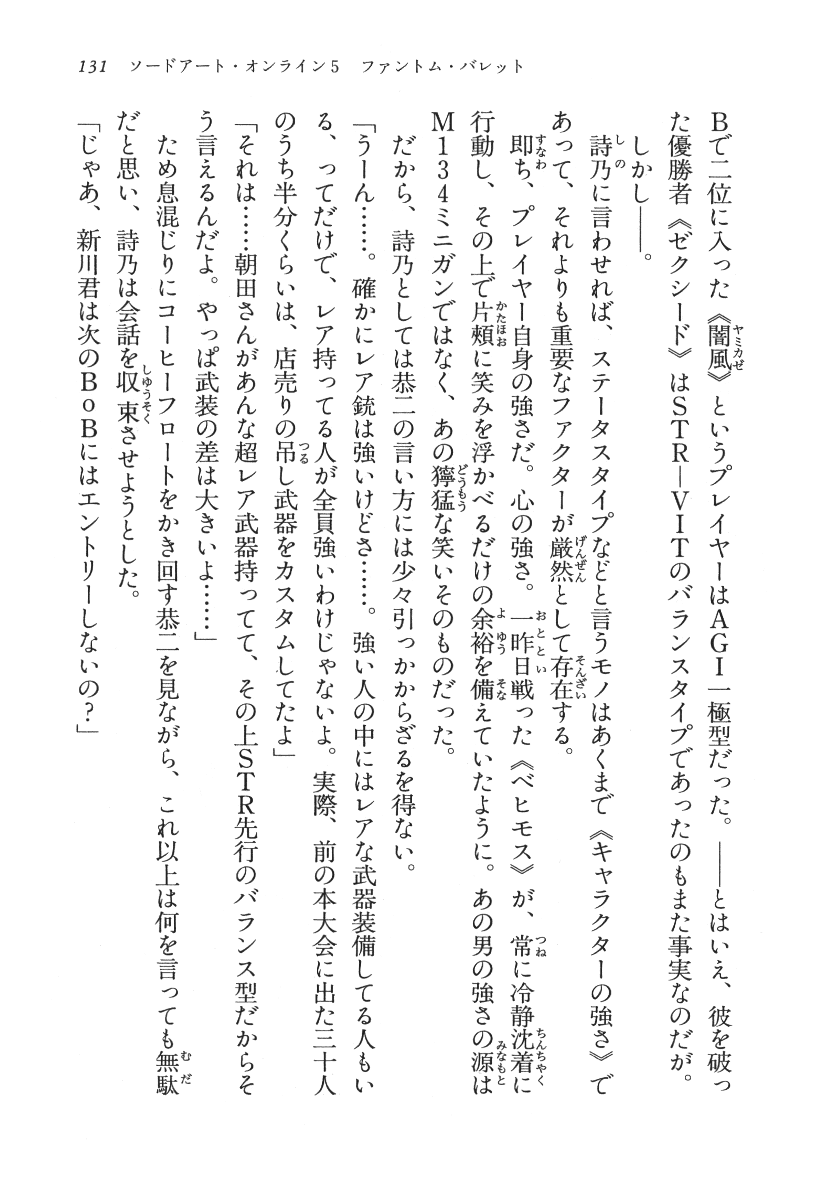 131　ソードアート・オンライン5　ファントム・バレット
Bで二位に入った《闇風》というプレイヤーはAGI一極型だった。――とはいえ、彼を破っ
た優勝者《ゼクシード》はSTR―VITのバランスタイプであったのもまた事実なのだが。
しかし――。
詩乃に言わせれば、ステータスタイプなどと言うモノはあくまで《キャラクターの強さ》で
あって、それよりも重要なファクターが厳然として存在する。
即ち、プレイヤー自身の強さだ。心の強さ。一昨日戦った《ベヒモス》が、常に冷静沈着に
行動し、その上で片頰に笑みを浮かべるだけの余裕を備えていたように。あの男の強さの源は
M134ミニガンではなく、あの獰猛な笑いそのものだった。
だから、詩乃としては恭二の言い方には少々引っかからざるを得ない。
「うーん……。確かにレア銃は強いけどさ……。強い人の中にはレアな武器装備してる人もい
る、ってだけで、レア持ってる人が全員強いわけじゃないよ。実際、前の本大会に出た三十人
のうち半分くらいは、店売りの吊し武器をカスタムしてたよ」
「それは……朝田さんがあんな超レア武器持ってて、その上STR先行のバランス型だからそ
う言えるんだよ。やっぱ武装の差は大きいよ……」
ため息混じりにコーヒーフロートをかき回す恭二を見ながら、これ以上は何を言っても無駄
だと思い、詩乃は会話を収束させようとした。
「じゃあ、新川君は次のBoBにはエントリーしないの？」